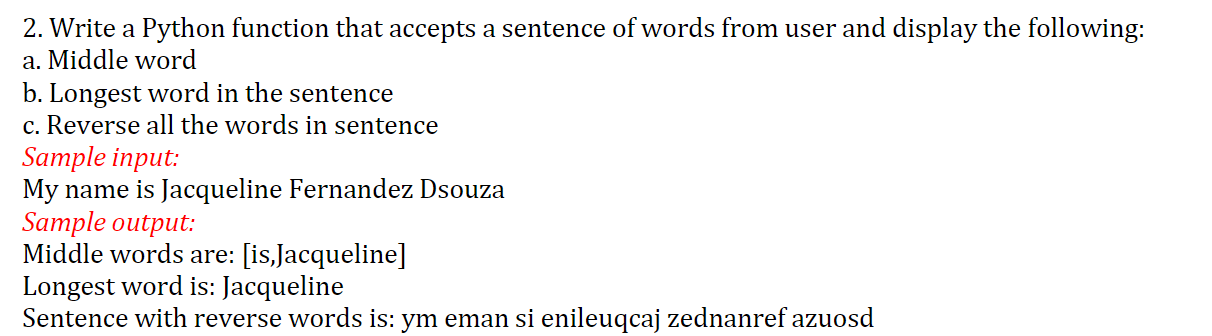 2. Write a Python function that accepts a sentence of words from user and display the following:
a. Middle word
b. Longest word in the sentence
c. Reverse all the words in sentence
Sample input:
My name is Jacqueline Fernandez Dsouza
Sample output:
Middle words are: [is,Jacqueline]
Longest word is: Jacqueline
Sentence with reverse words is: ym eman si enileuqcaj zednanref azuosd